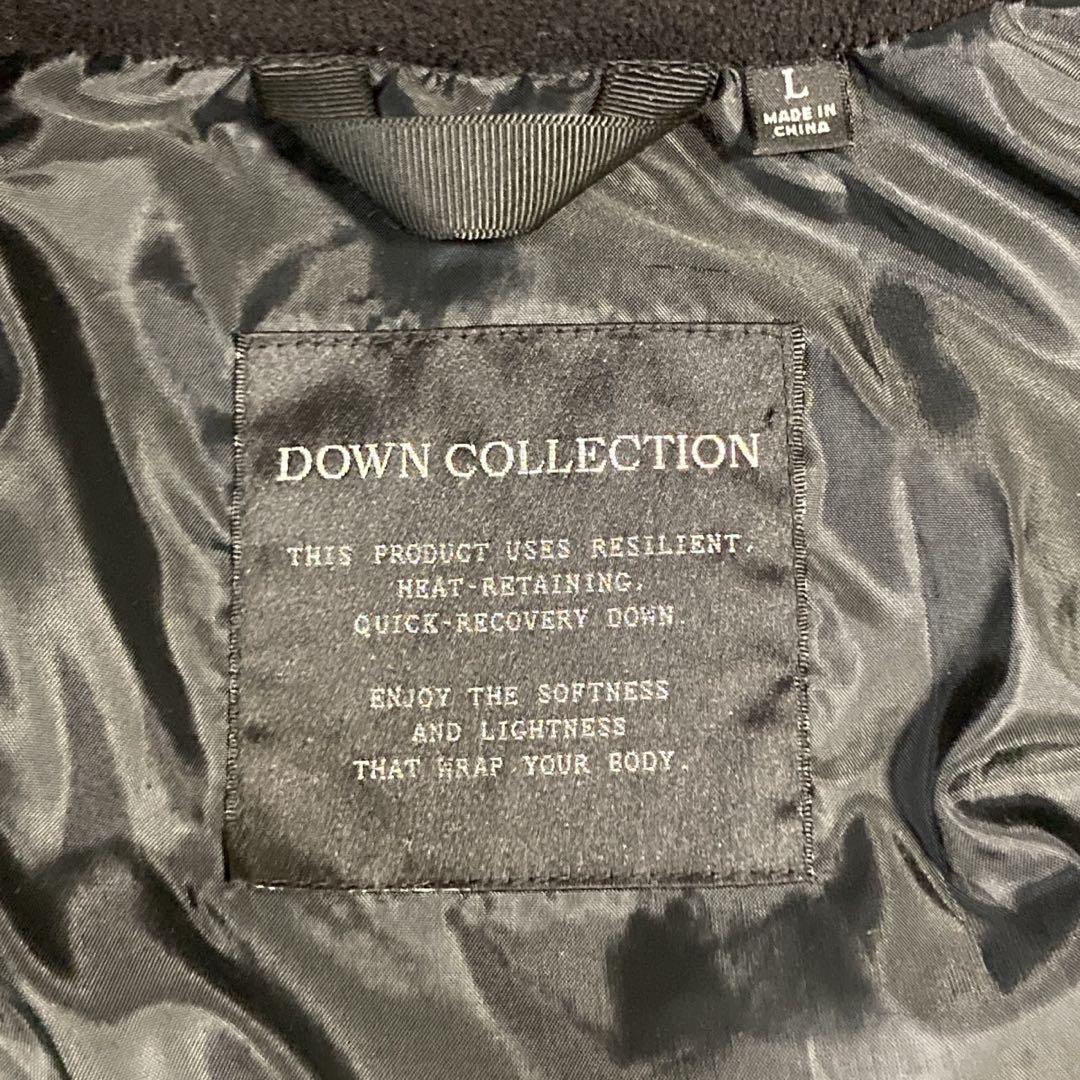 L
MADE IN
CHINA
DOWN COLLECTION
THIS PRODUCT USES RESILIENT,
HEAT-RETAINING,
QUICK-RECOVERY DOWN.
ENJOY THE SOFTNESS
AND LIGHTNESS
THAT WRAP YOUR BODY.